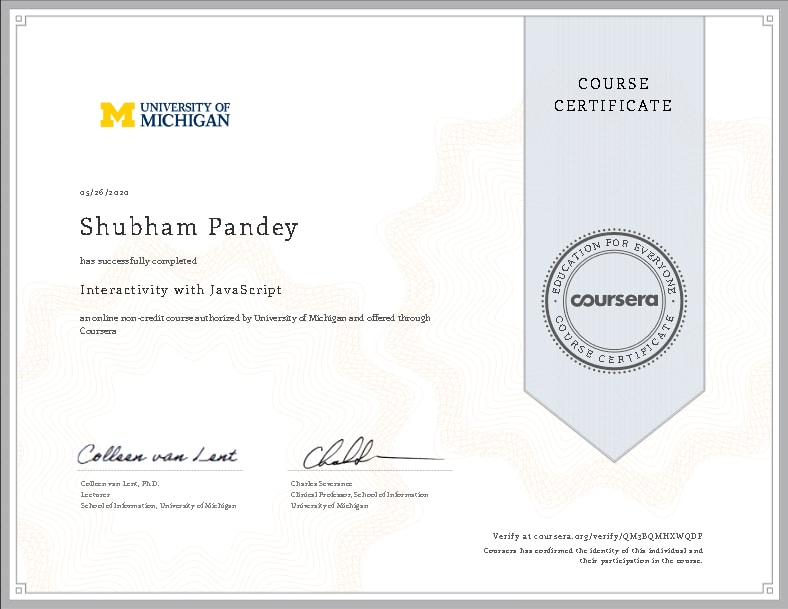 UNIVERSITY OF
MICHIGAN
COURSE
CERTIFICATE
05/26/2020
Shubham Pandey
has successfully completed
Interactivity with JavaScript
an online non-credit course authorized by University of Michigan and offered through
Coursera
EDUCATION FOR EVERYONE
coursera
COURSE CERTIFICATE
Colleen van Lent
Colleen van Lent, Ph.D.
Lecturer
School of Information, University of Michigan
Charles Severance
Clinical Professor, School of Information
University of Michigan
Verify at coursera.org/verify/QM3BQMHXWQDP
Coursera has confirmed the identity of this individual and
their participation in the course.